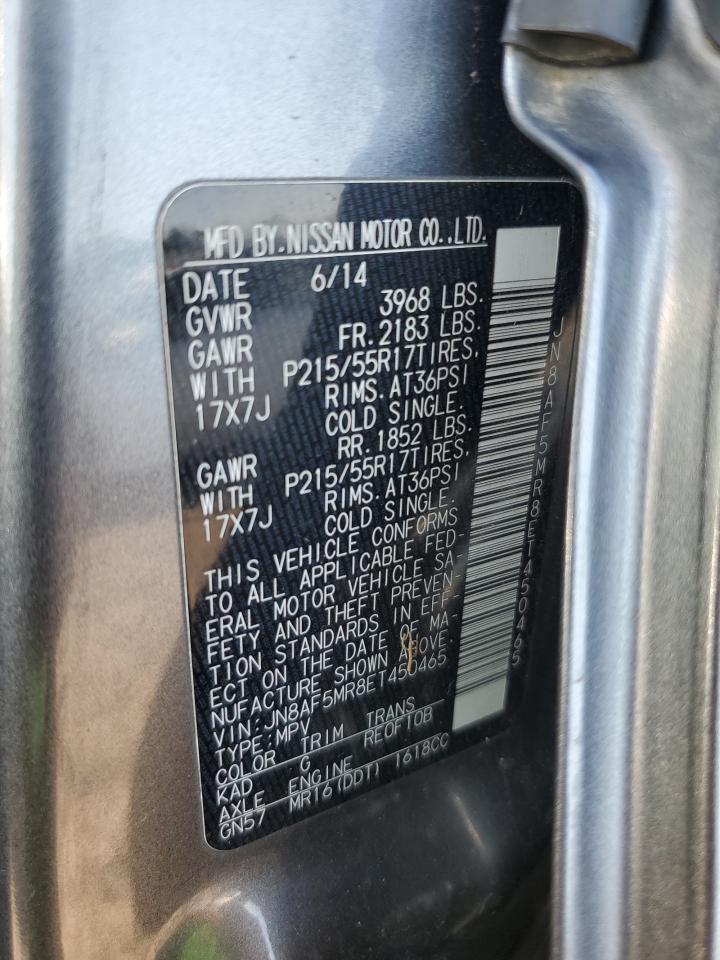 MFD BY.NISSAN MOTOR CO.,LTD.
DATE 6/14
GVWR 3968 LBS.
GAWR FR. 2183 LBS.
WITH P215/55R17TIRES,
17X7J RIMS. AT36PSI
COLD SINGLE.
GAWR RR. 1852 LBS.
WITH P215/55R17TIRES,
17X7J RIMS. AT36PSI
COLD SINGLE.
THIS VEHICLE CONFORMS
TO ALL APPLICABLE FED-
ERAL MOTOR VEHICLE SA-
FETY AND THEFT PREVEN-
TION STANDARDS IN EFF-
ECT ON THE DATE OF MA-
NUFACTURE SHOWN ABOVE.
VIN: JN8AF5MR8ET450465
TYPE: MPV
COLOR TRIM TRANS
KAD G RE0F10B
AXLE ENGINE
GN57 MR16(DDT) 1618CC
JN8AF5MR8ET450465